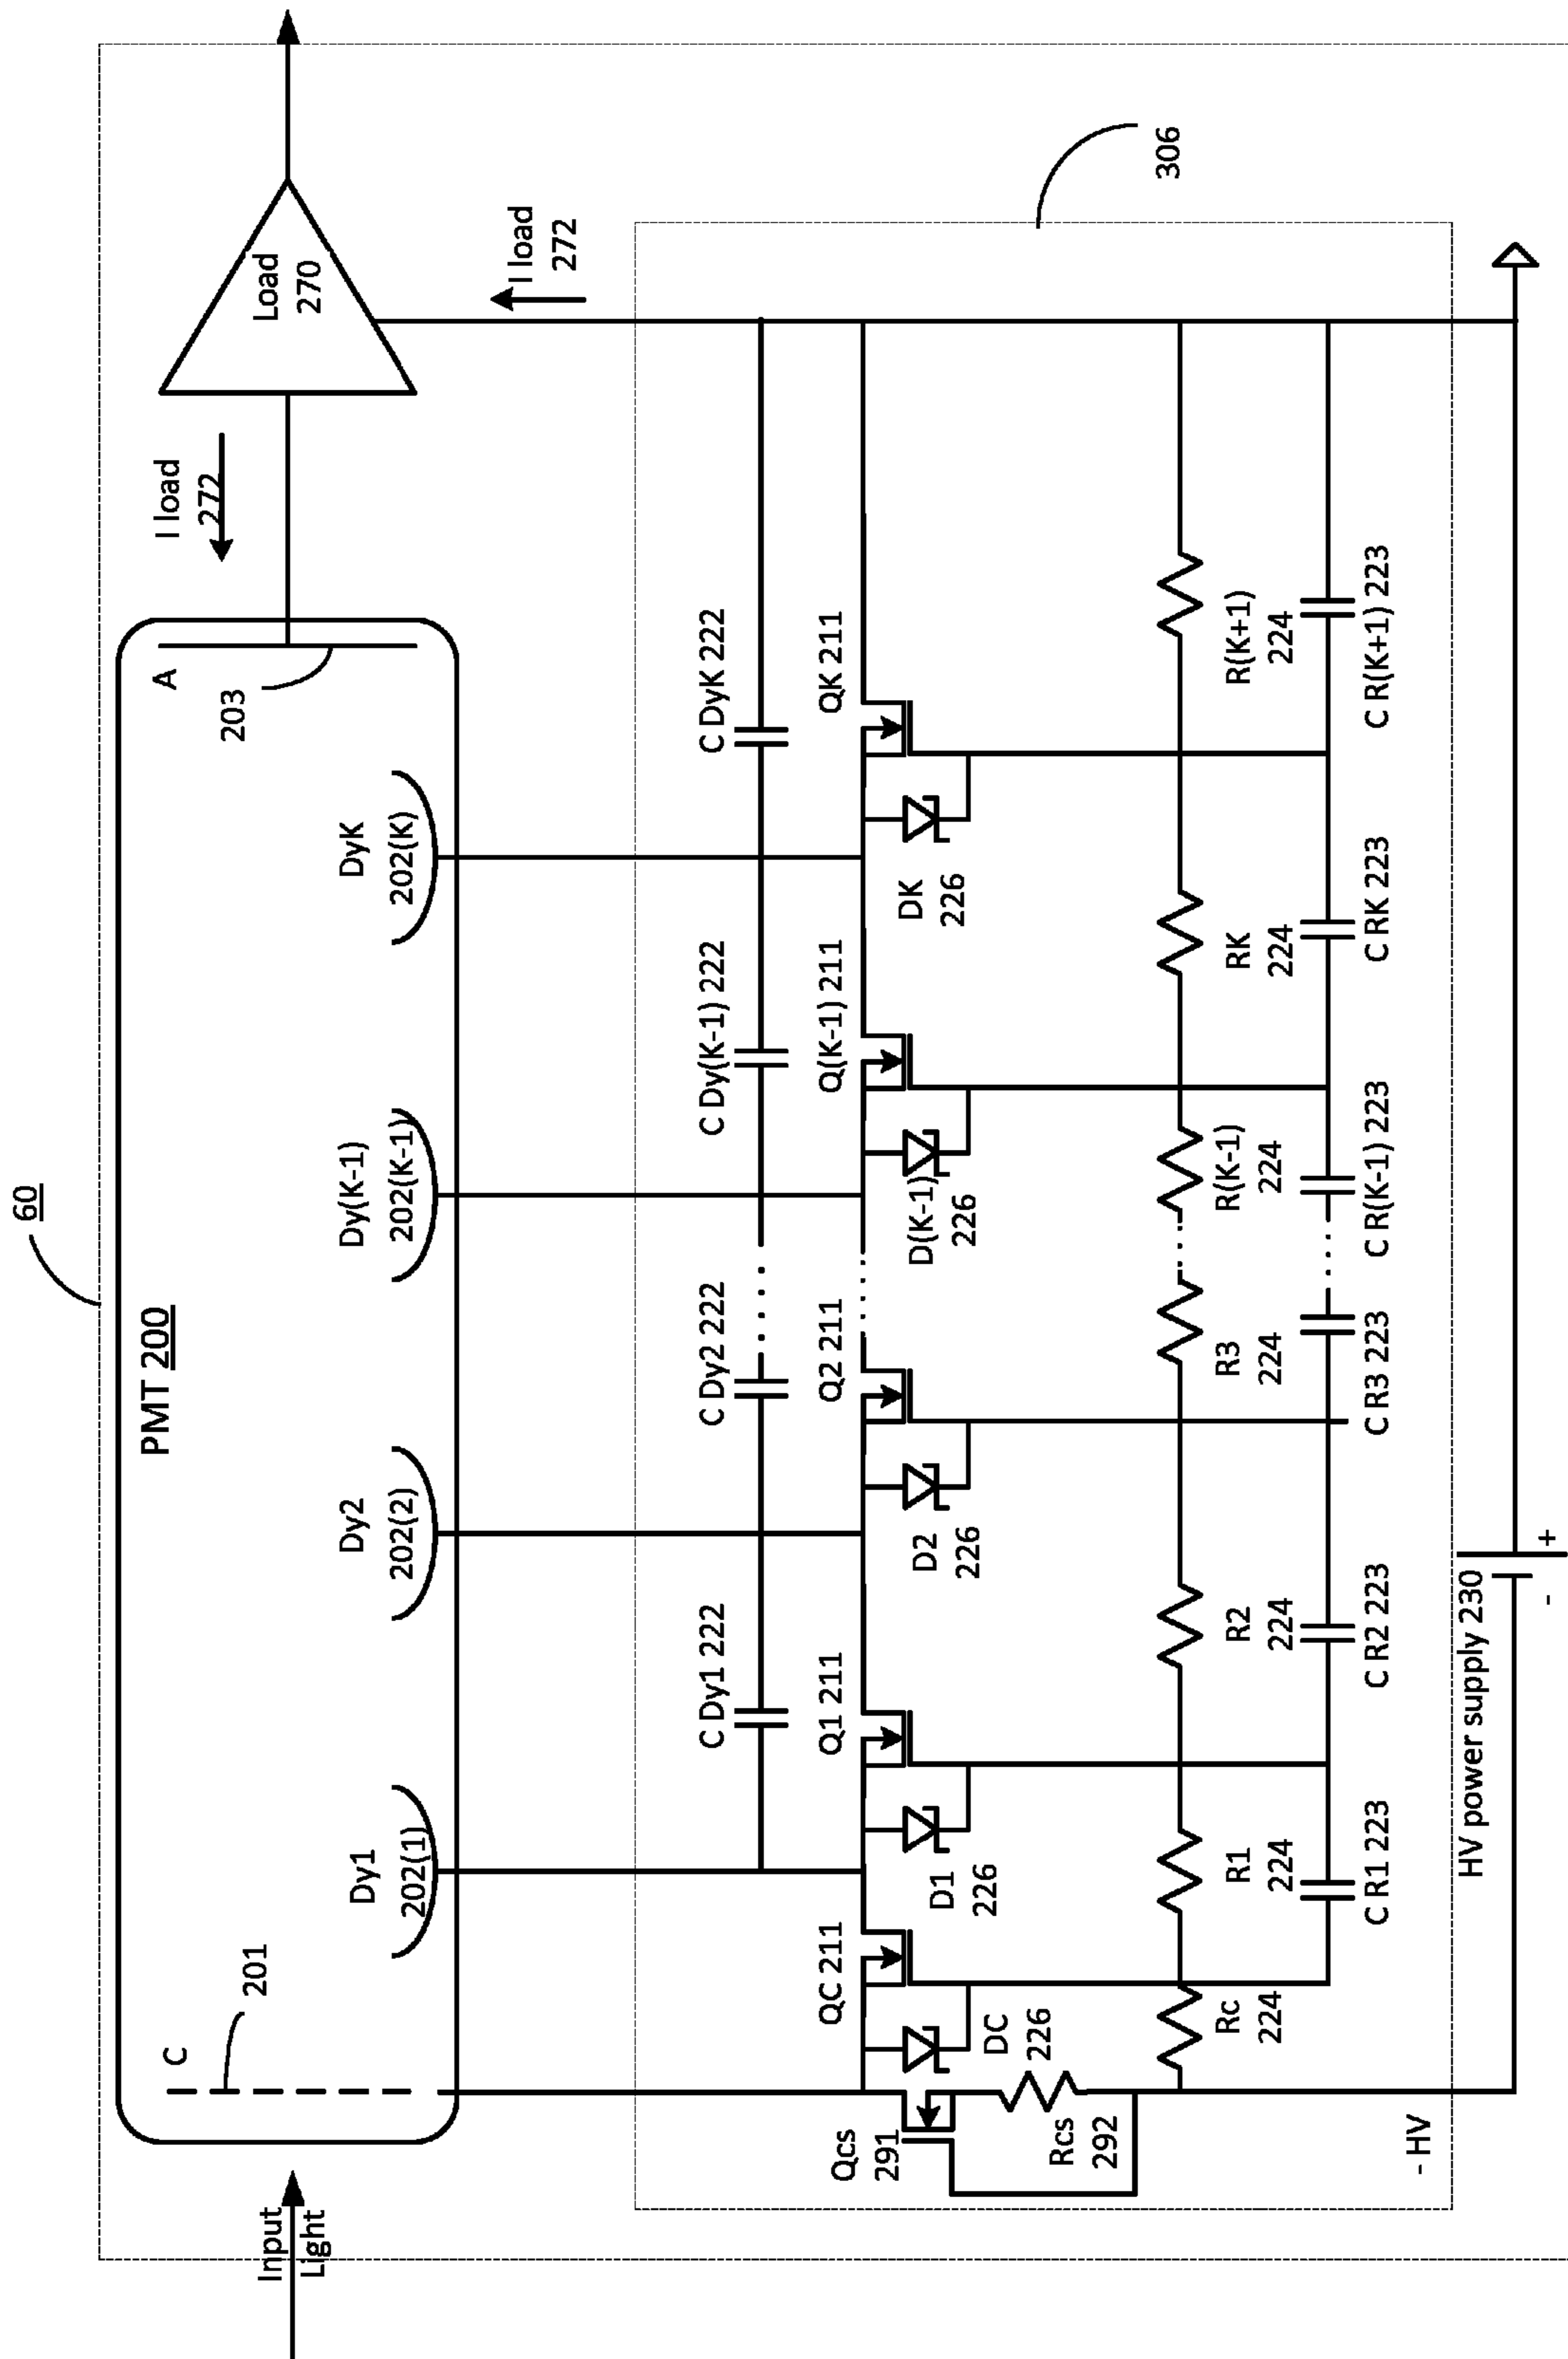 60
PMT 200
Input
Light
C
201
A
203
Dy1
202(1)
Dy2
202(2)
Dy(K-1)
202(K-1)
DyK
202(K)
I load
272
Load
270
I load
272
306
C Dy1 222
C Dy2 222
C Dy(K-1) 222
C DyK 222
QC 211
Q1 211
Q2 211
Q(K-1) 211
QK 211
Qcs
291
Rcs
292
DC
226
D1
226
D2
226
D(K-1)
226
DK
226
Rc
224
R1
224
R2
224
R3
224
R(K-1)
224
RK
224
R(K+1)
224
C R1 223
C R2 223
C R3 223
C R(K-1) 223
C RK 223
C R(K+1) 223
- HV
HV power supply 230
-
+